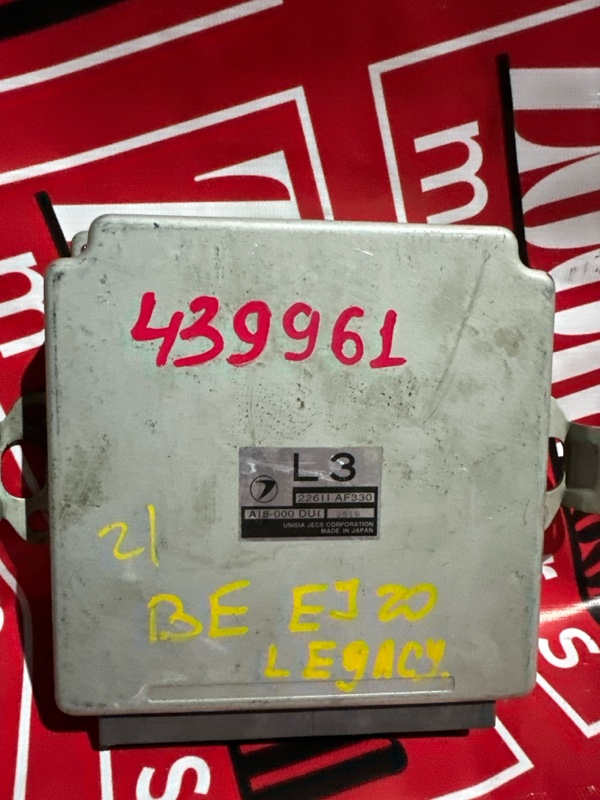 m
m
439961
L3
22611 AF330
A18-000 DU1
UNISIA JECS CORPORATION
MADE IN JAPAN
21
BE EJ20
LEGACY.
S
S